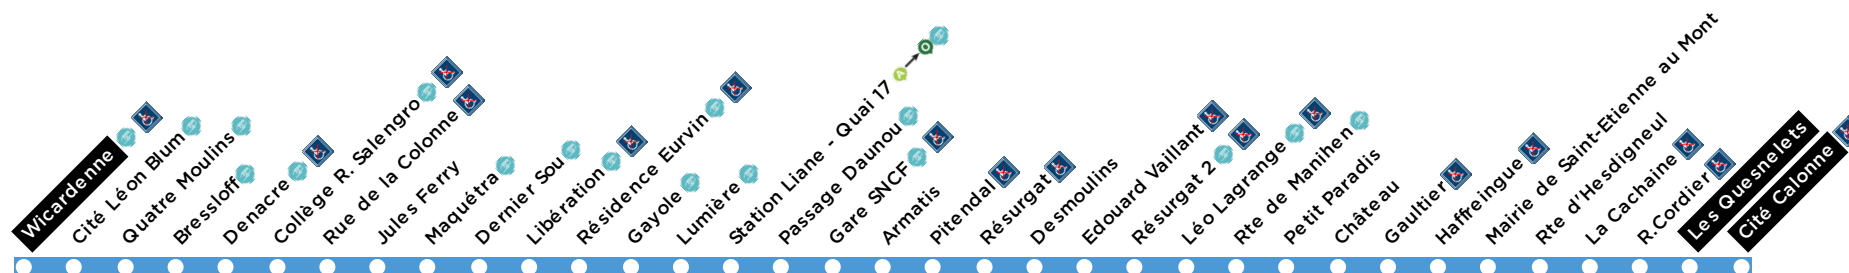 Wicardenne
Cité Léon Blum
Quatre Moulins
Bressloff
Denacre
Collège R. Salengro
Rue de la Colonne
Jules Ferry
Maquétra
Dernier Sou
Libération
Résidence Eurvin
Gayole
Lumière
Station Liane - Quai 17 A
Passage Daunou
Gare SNCF
Armatis
Pitendal
Résurgat
Desmoulins
Edouard Vaillant
Résurgat 2
Léo Lagrange
Rte de Manihen
Petit Paradis
Château
Gaultier
Haffreingue
Mairie de Saint-Etienne au Mont
Rte d'Hesdigneul
La Cachaine
R.Cordier
Les Quesnelets
Cité Calonne